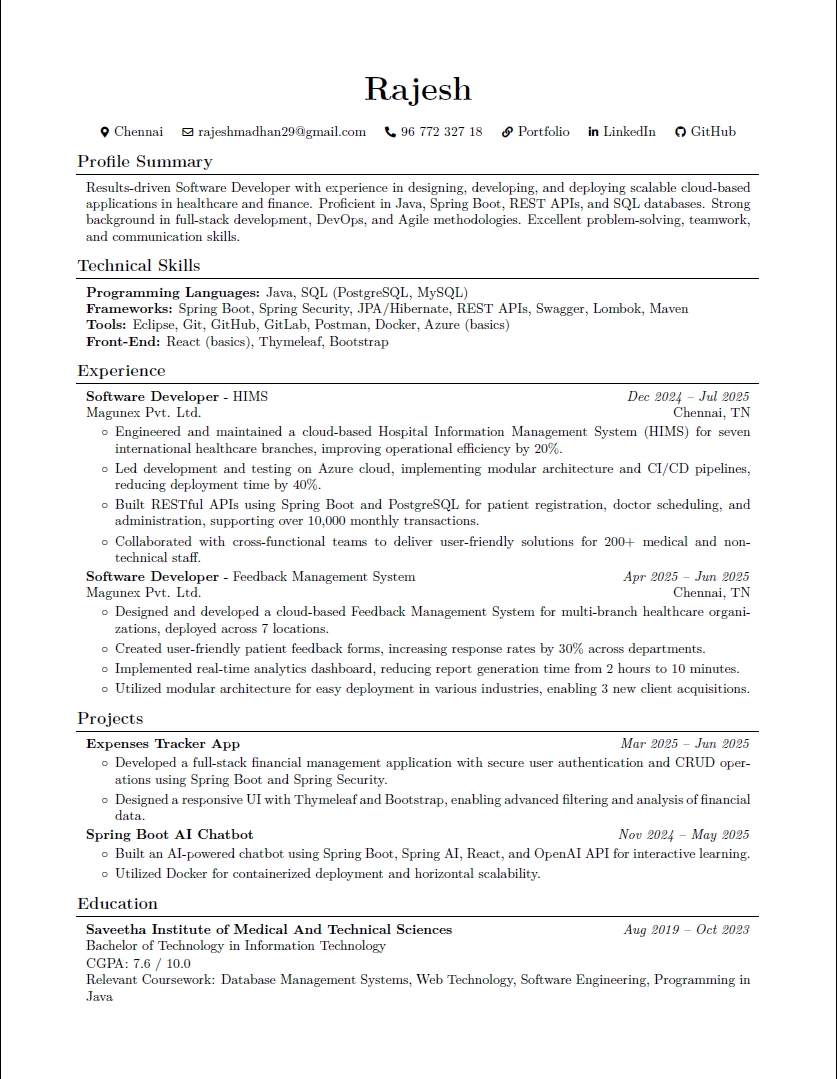 Rajesh
Chennai rajeshmadhan29@gmail.com 96 772 327 18 Portfolio LinkedIn GitHub
Profile Summary
Results-driven Software Developer with experience in designing, developing, and deploying scalable cloud-based
applications in healthcare and finance. Proficient in Java, Spring Boot, REST APIs, and SQL databases. Strong
background in full-stack development, DevOps, and Agile methodologies. Excellent problem-solving, teamwork,
and communication skills.
Technical Skills
Programming Languages: Java, SQL (PostgreSQL, MySQL)
Frameworks: Spring Boot, Spring Security, JPA/Hibernate, REST APIs, Swagger, Lombok, Maven
Tools: Eclipse, Git, GitHub, GitLab, Postman, Docker, Azure (basics)
Front-End: React (basics), Thymeleaf, Bootstrap
Experience
Software Developer - HIMS Dec 2024 – Jul 2025
Magunex Pvt. Ltd. Chennai, TN
◦ Engineered and maintained a cloud-based Hospital Information Management System (HIMS) for seven
international healthcare branches, improving operational efficiency by 20%.
◦ Led development and testing on Azure cloud, implementing modular architecture and CI/CD pipelines,
reducing deployment time by 40%.
◦ Built RESTful APIs using Spring Boot and PostgreSQL for patient registration, doctor scheduling, and
administration, supporting over 10,000 monthly transactions.
◦ Collaborated with cross-functional teams to deliver user-friendly solutions for 200+ medical and non-
technical staff.
Software Developer - Feedback Management System Apr 2025 – Jun 2025
Magunex Pvt. Ltd. Chennai, TN
◦ Designed and developed a cloud-based Feedback Management System for multi-branch healthcare organi-
zations, deployed across 7 locations.
◦ Created user-friendly patient feedback forms, increasing response rates by 30% across departments.
◦ Implemented real-time analytics dashboard, reducing report generation time from 2 hours to 10 minutes.
◦ Utilized modular architecture for easy deployment in various industries, enabling 3 new client acquisitions.
Projects
Expenses Tracker App Mar 2025 – Jun 2025
◦ Developed a full-stack financial management application with secure user authentication and CRUD oper-
ations using Spring Boot and Spring Security.
◦ Designed a responsive UI with Thymeleaf and Bootstrap, enabling advanced filtering and analysis of financial
data.
Spring Boot AI Chatbot Nov 2024 – May 2025
◦ Built an AI-powered chatbot using Spring Boot, Spring AI, React, and OpenAI API for interactive learning.
◦ Utilized Docker for containerized deployment and horizontal scalability.
Education
Saveetha Institute of Medical And Technical Sciences Aug 2019 – Oct 2023
Bachelor of Technology in Information Technology
CGPA: 7.6 / 10.0
Relevant Coursework: Database Management Systems, Web Technology, Software Engineering, Programming in
Java